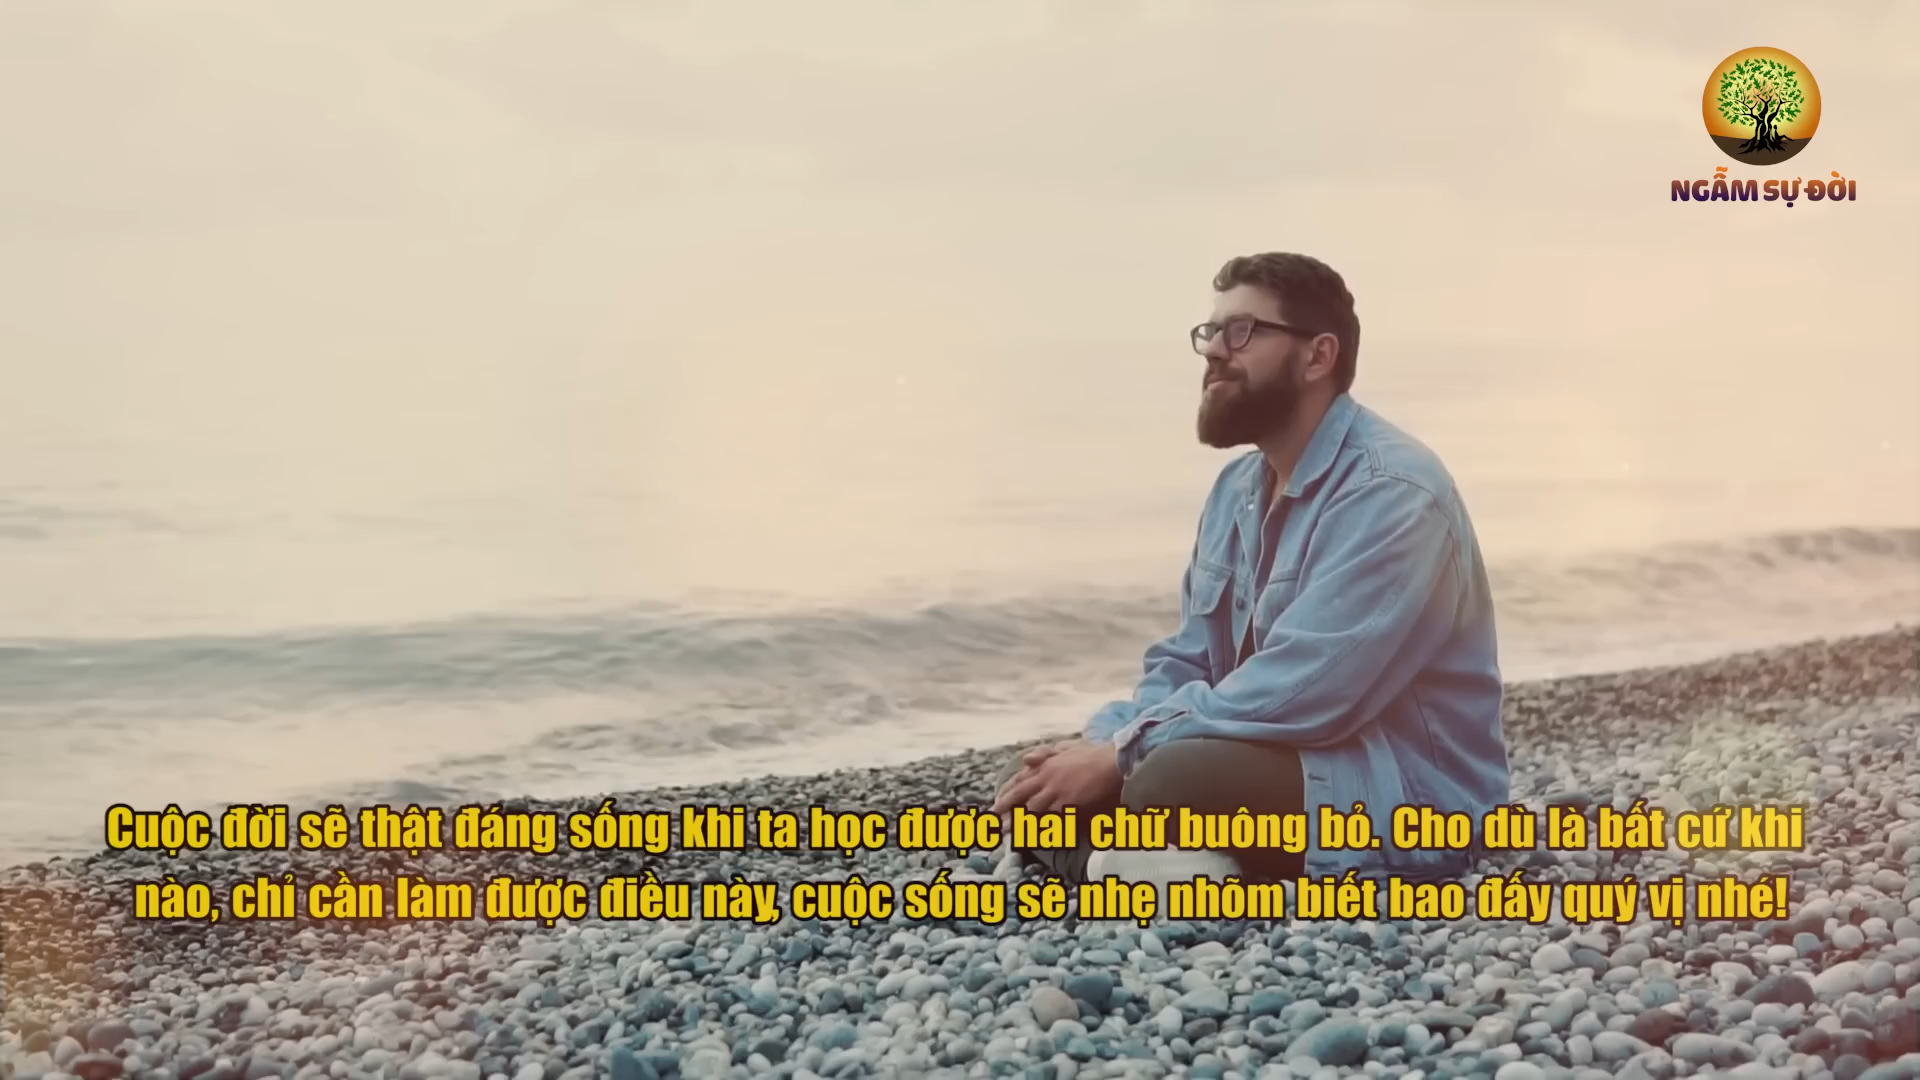 NGẪM SỰ ĐỜI
Cuộc đời sẽ thật đáng sống khi ta học được hai chữ buông bỏ. Cho dù là bất cứ khi
nào, chỉ cần làm được điều này, cuộc sống sẽ nhẹ nhõm biết bao đấy quý vị nhé!